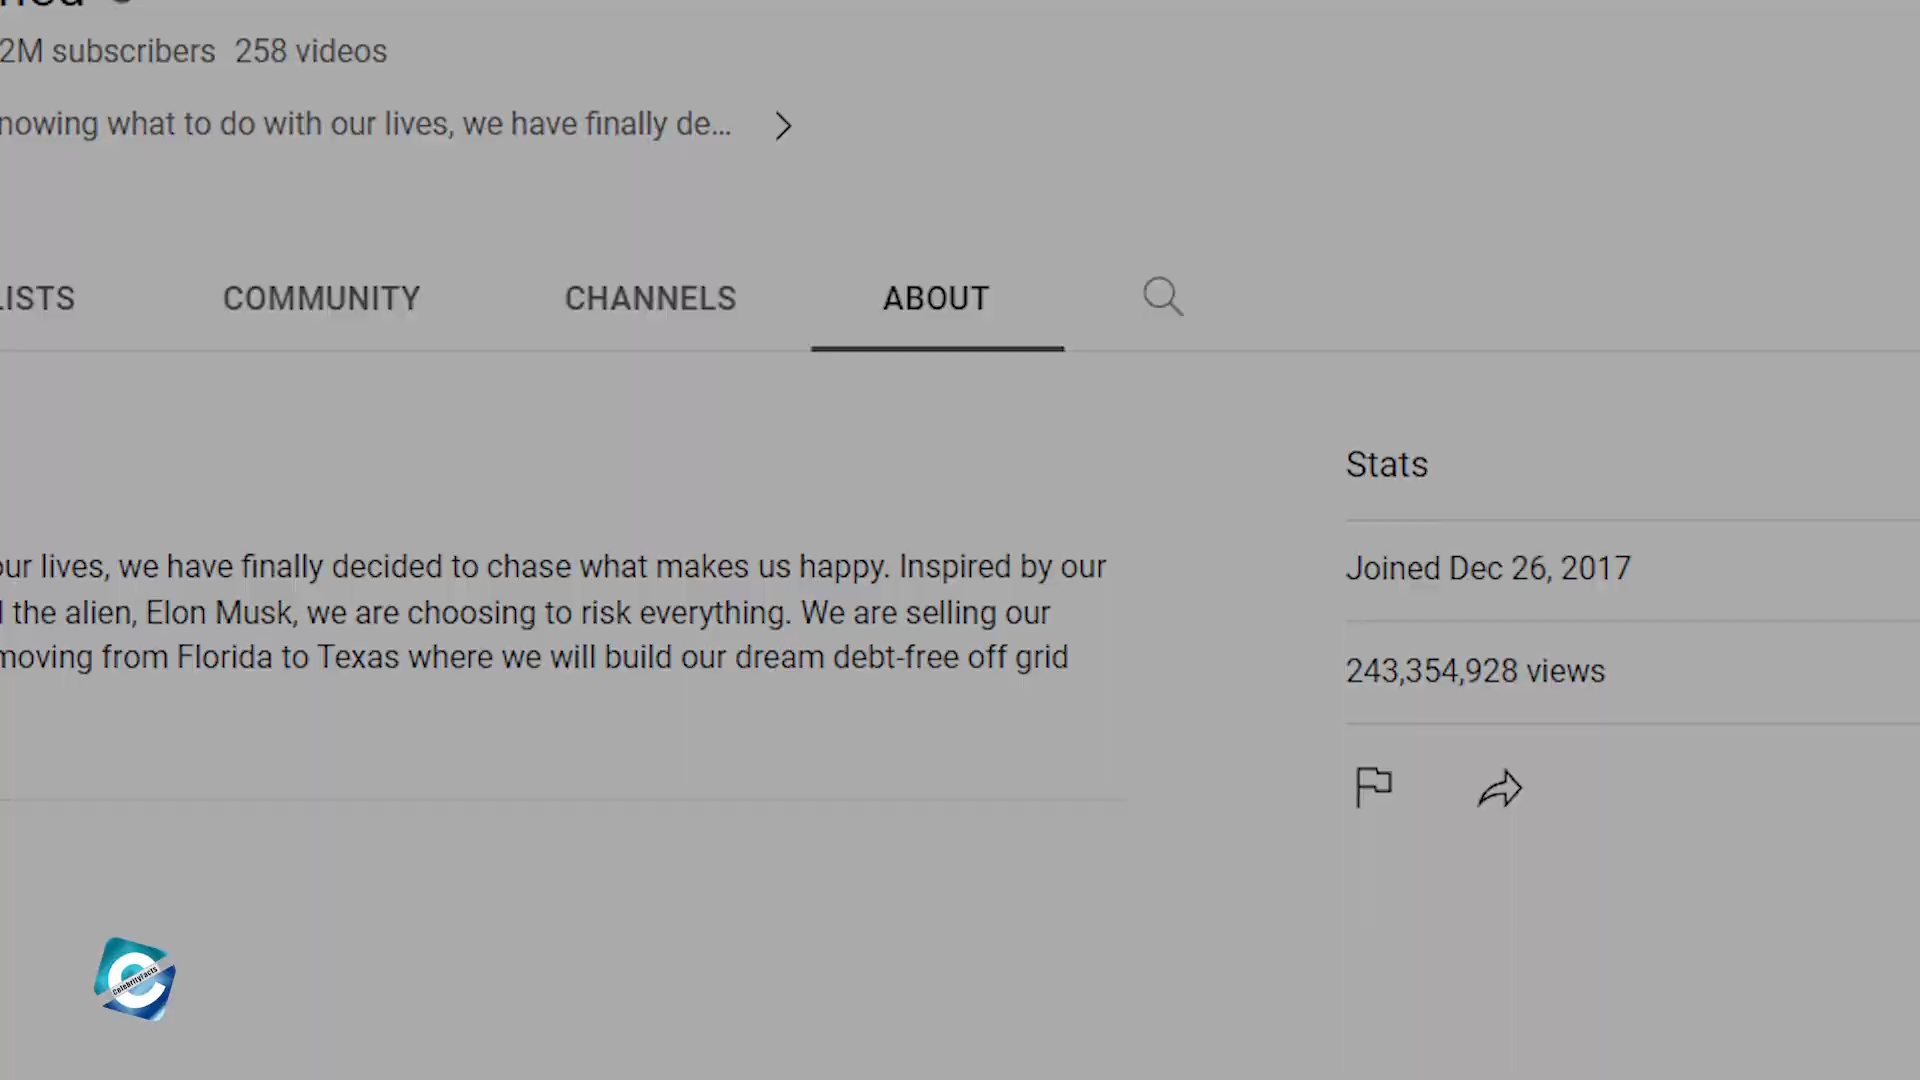 2M subscribers 258 videos
nowing what to do with our lives, we have finally de...
LISTS COMMUNITY CHANNELS ABOUT
Stats
our lives, we have finally decided to chase what makes us happy. Inspired by our
the alien, Elon Musk, we are choosing to risk everything. We are selling our
moving from Florida to Texas where we will build our dream debt-free off grid
Joined Dec 26, 2017
243,354,928 views
CelebrityFacts